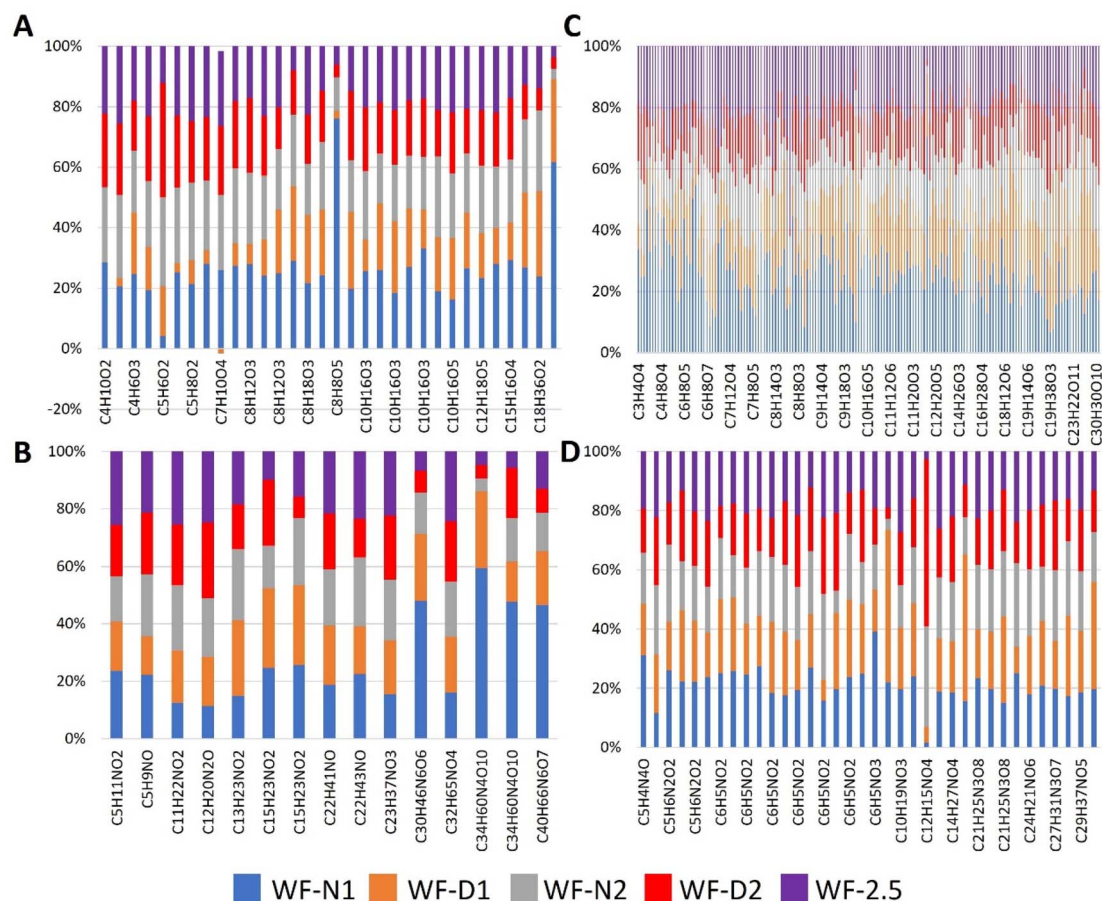 A
100%
80%
60%
40%
20%
0%
-20%
C4H10O2
C4H6O3
C5H6O2
C5H8O2
C7H10O4
C8H12O3
C8H12O3
C8H18O3
C8H8O5
C10H16O3
C10H16O3
C10H16O3
C10H16O5
C12H18O5
C15H16O4
C18H36O2
C
100%
80%
60%
40%
20%
0%
C3H4O4
C4H8O4
C6H8O5
C6H8O7
C7H12O4
C7H8O5
C8H14O3
C8H8O3
C9H14O4
C9H18O3
C10H16O5
C11H12O6
C11H20O3
C12H20O5
C14H26O3
C16H28O4
C18H12O6
C19H14O6
C19H38O3
C23H22O11
C30H30O10
B
100%
80%
60%
40%
20%
0%
C5H11NO2
C5H9NO
C11H22NO2
C12H20N2O
C13H23NO2
C15H23NO2
C15H23NO2
C22H41NO
C22H43NO
C23H37NO3
C30H46N6O6
C32H65NO4
C34H60N4O10
C34H60N4O10
C40H66N6O7
D
100%
80%
60%
40%
20%
0%
C5H4N4O
C5H6N2O2
C5H6N2O2
C6H5NO2
C6H5NO2
C6H5NO2
C6H5NO2
C6H5NO2
C6H5NO2
C6H5NO3
C10H19NO3
C12H15NO4
C14H27NO4
C21H25N3O8
C21H25N3O8
C24H21NO6
C27H31N3O7
C29H37NO5
WF-N1 WF-D1 WF-N2 WF-D2 WF-2.5